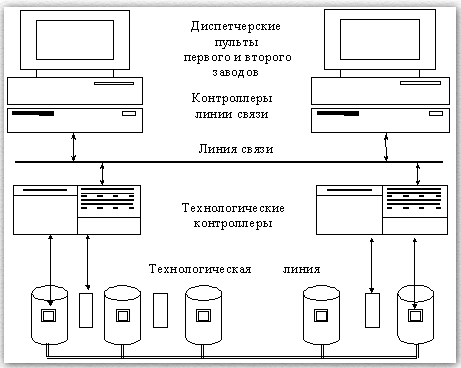 Диспетчерские
пульты
первого и второго
заводов
Контроллеры
линии связи
Линия связи
Технологические
контроллеры
Технологическая линия